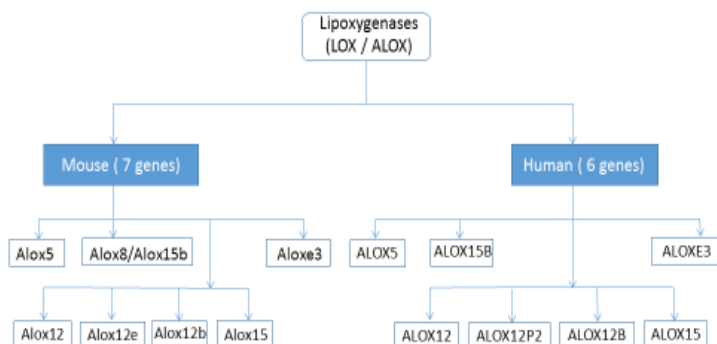 Lipoxygenases
(LOX / ALOX)
Mouse ( 7 genes)
Human ( 6 genes)
Alox5
Alox8/Alox15b
Aloxe3
ALOX5
ALOX15B
ALOXE3
Alox12
Alox12e
Alox12b
Alox15
ALOX12
ALOX12P2
ALOX12B
ALOX15